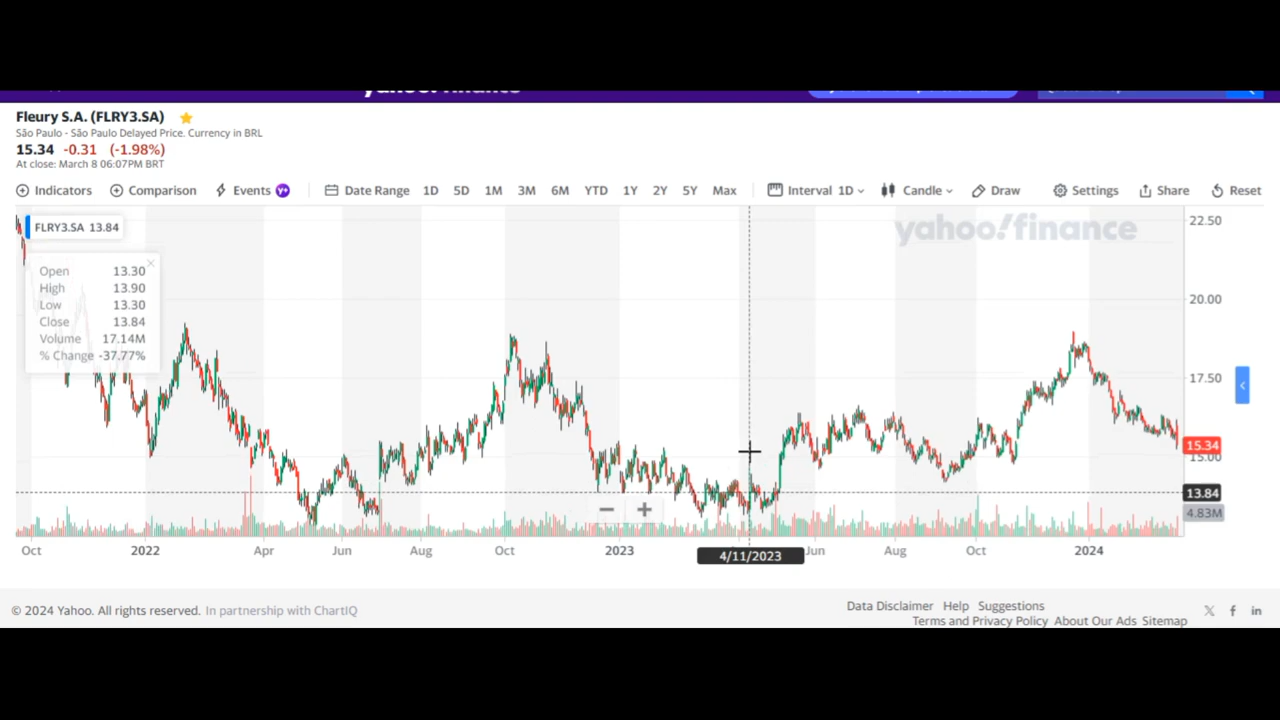 Fleury S.A. (FLRY3.SA)
São Paulo - São Paulo Delayed Price. Currency in BRL
15.34 -0.31 (-1.98%)
At close: March 8 06:07PM BRT
Indicators Comparison Events Y+ Date Range 1D 5D 1M 3M 6M YTD 1Y 2Y 5Y Max Interval 1D Candle Draw Settings Share Reset
FLRY3.SA 13.84
yahoo!finance
Open 13.30
High 13.90
Low 13.30
Close 13.84
Volume 17.14M
% Change -37.77%
22.50
20.00
17.50
15.34
15.00
13.84
4.83M
Oct 2022 Apr Jun Aug Oct 2023 Jun Aug Oct 2024
4/11/2023
© 2024 Yahoo. All rights reserved. In partnership with ChartIQ
Data Disclaimer Help Suggestions
Terms and Privacy Policy About Our Ads Sitemap